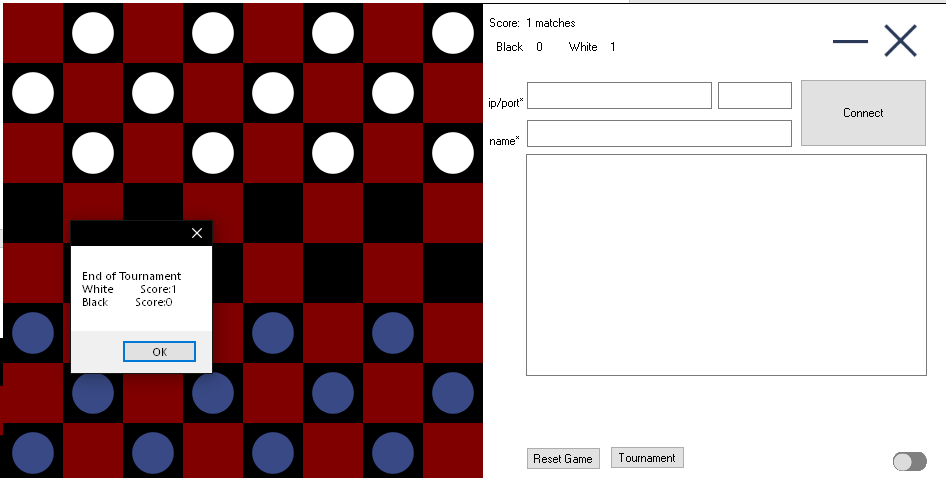 Score: 1 matches
Black 0 White 1
ip/port*
Connect
name*
End of Tournament
White Score:1
Black Score:0
OK
Reset Game
Tournament